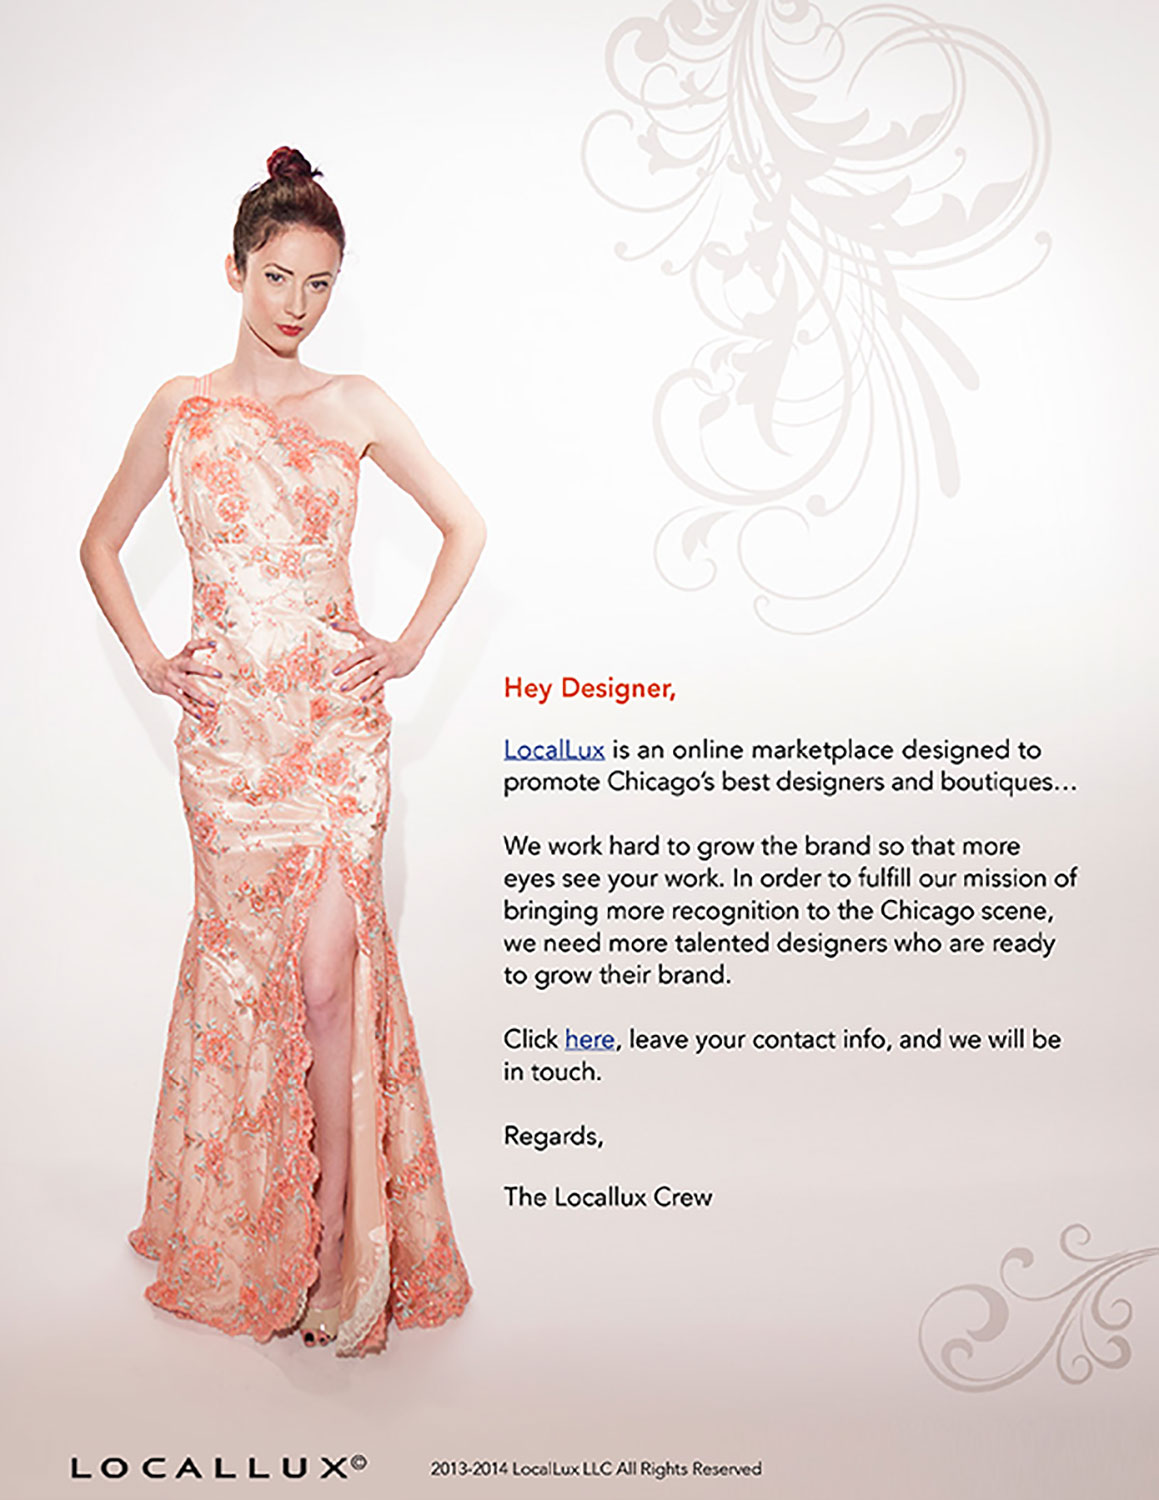 Hey Designer,
LocalLux is an online marketplace designed to
promote Chicago’s best designers and boutiques...
We work hard to grow the brand so that more
eyes see your work. In order to fulfill our mission of
bringing more recognition to the Chicago scene,
we need more talented designers who are ready
to grow their brand.
Click here, leave your contact info, and we will be
in touch.
Regards,
The Locallux Crew
LOCALLUX©
2013-2014 LocalLux LLC All Rights Reserved